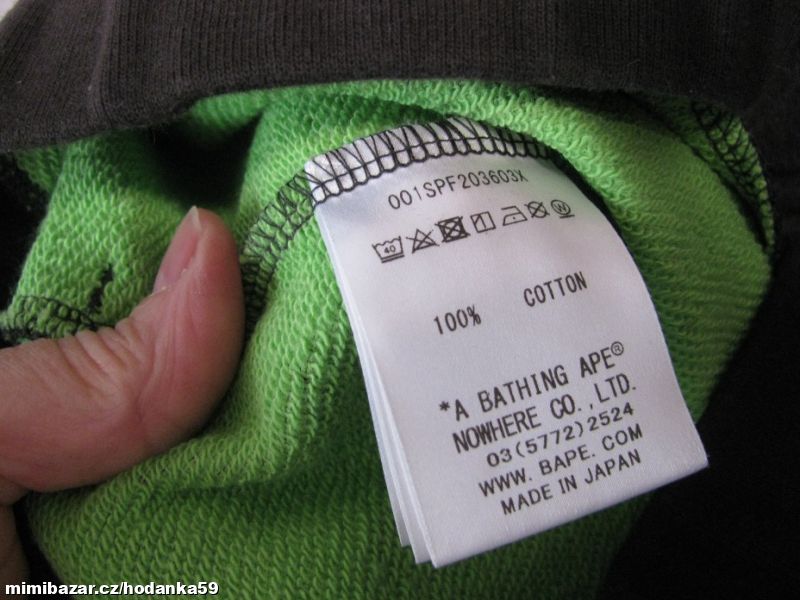 001SPF203603X
40
W
100% COTTON
*A BATHING APE®
NOWHERE CO.,LTD.
03(5772)2524
WWW.BAPE.COM
MADE IN JAPAN
mimibazar.cz/hodanka59